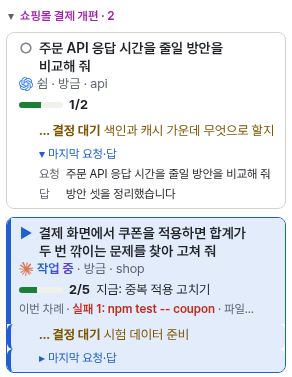 ▼ 쇼핑몰 결제 개편 · 2
주문 API 응답 시간을 줄일 방안을
비교해 줘
쉼 · 방금 · api
1/2
... 결정 대기 색인과 캐시 가운데 무엇으로 할지
▾ 마지막 요청·답
요청 주문 API 응답 시간을 줄일 방안을 비교해 줘
답 방안 셋을 정리했습니다
결제 화면에서 쿠폰을 적용하면 합계가
두 번 깎이는 문제를 찾아 고쳐 줘
작업 중 · 방금 · shop
2/5 지금: 중복 적용 고치기
이번 차례 · 실패 1: npm test -- coupon · 파일...
... 결정 대기 시험 데이터 준비
▸ 마지막 요청·답